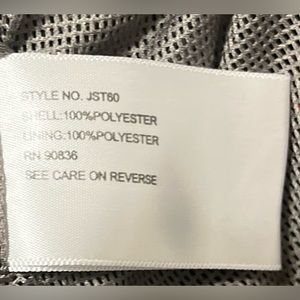 STYLE NO. JST60
SHELL:100%POLYESTER
LINING:100%POLYESTER
RN 90836
SEE CARE ON REVERSE